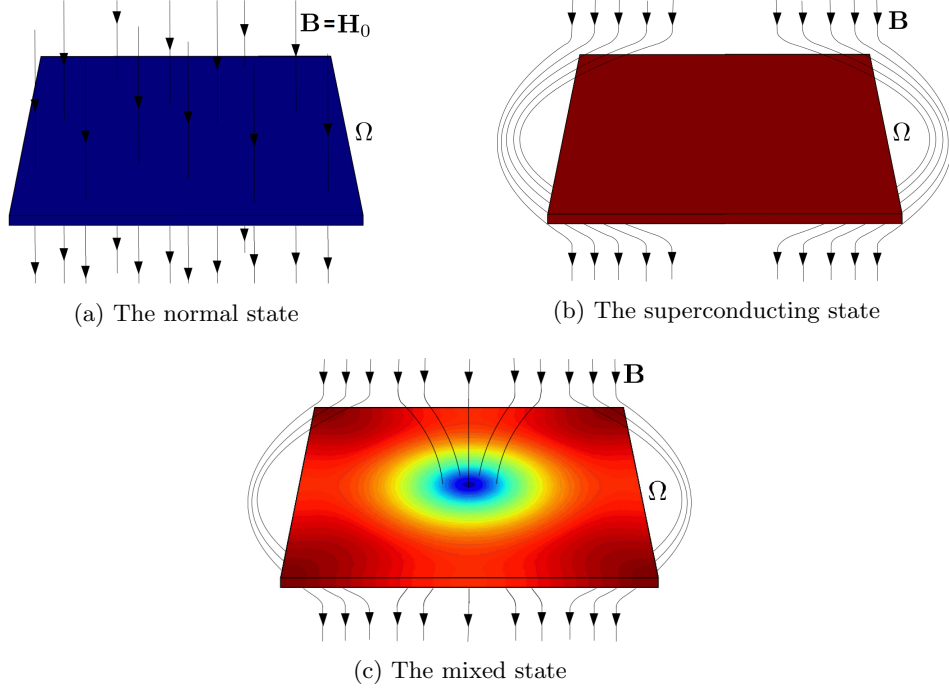 B=H₀
Ω
(a) The normal state
B
Ω
(b) The superconducting state
B
Ω
(c) The mixed state